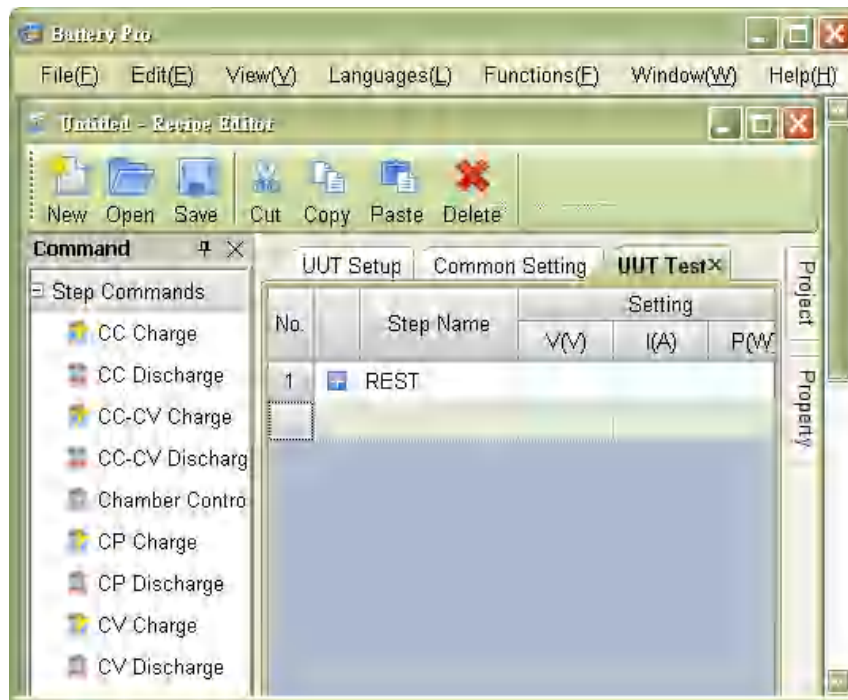 Battery Pro
File(F) Edit(E) View(V) Languages(L) Functions(F) Window(W) Help(H)
Untitled - Recipe Editor
New Open Save Cut Copy Paste Delete
Command
UUT Setup Common Setting UUT Test
Step Commands
No. Step Name Setting
V(V) I(A) P(W
CC Charge
1 REST
CC Discharge
CC-CV Charge
CC-CV Discharg
Chamber Contro
CP Charge
CP Discharge
CV Charge
CV Discharge
Project
Property